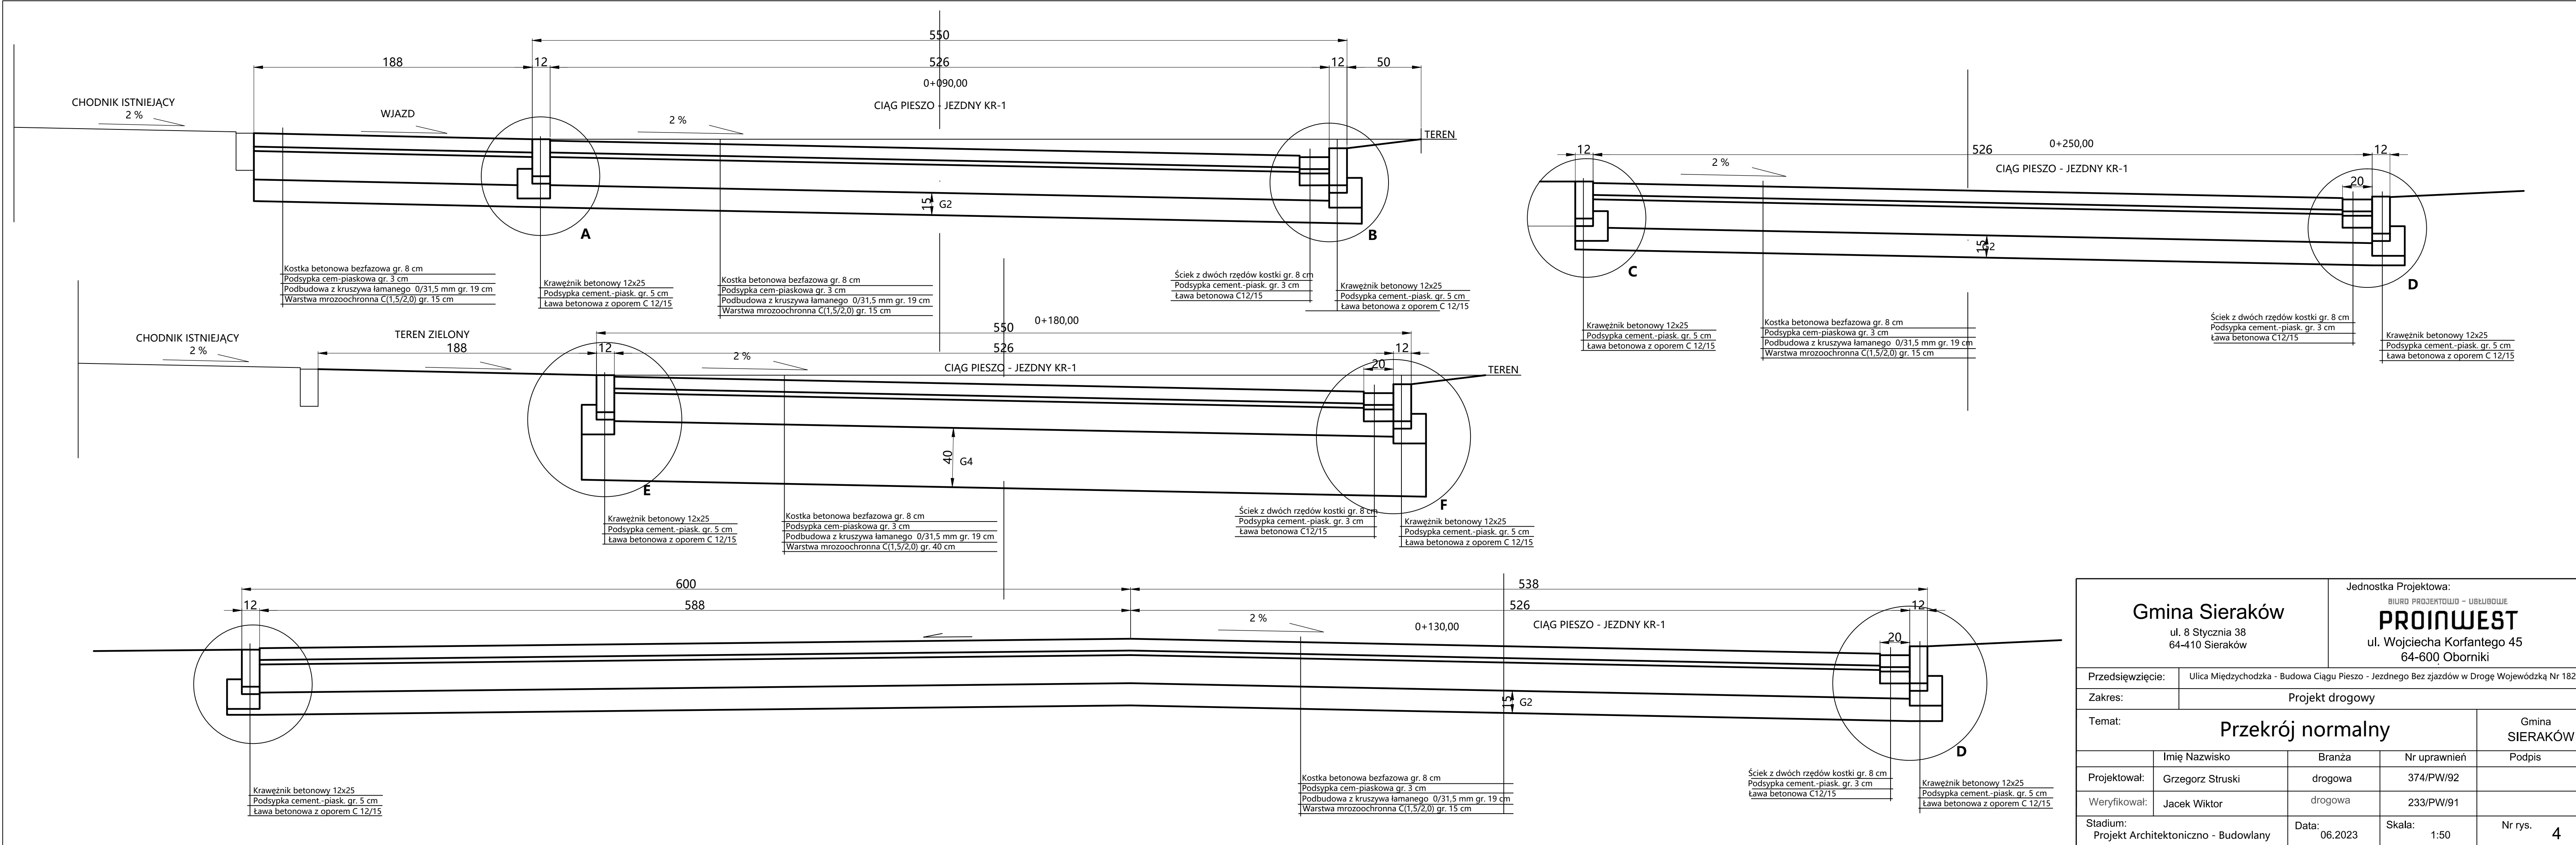 550
188
12
526
12
50
0+090,00
CHODNIK ISTNIEJĄCY
2 %
WJAZD
2 %
CIĄG PIESZO - JEZDNY KR-1
TEREN
15
G2
A
B
Kostka betonowa bezfazowa gr. 8 cm
Podsypka cem-piaskowa gr. 3 cm
Podbudowa z kruszywa łamanego 0/31,5 mm gr. 19 cm
Warstwa mrozoochronna C(1,5/2,0) gr. 15 cm
Krawężnik betonowy 12x25
Podsypka cement.-piask. gr. 5 cm
Ława betonowa z oporem C 12/15
Kostka betonowa bezfazowa gr. 8 cm
Podsypka cem-piaskowa gr. 3 cm
Podbudowa z kruszywa łamanego 0/31,5 mm gr. 19 cm
Warstwa mrozoochronna C(1,5/2,0) gr. 15 cm
Ściek z dwóch rzędów kostki gr. 8 cm
Podsypka cement.-piask. gr. 3 cm
Ława betonowa C12/15
Krawężnik betonowy 12x25
Podsypka cement.-piask. gr. 5 cm
Ława betonowa z oporem C 12/15
12
526
0+250,00
12
2 %
CIĄG PIESZO - JEZDNY KR-1
20
15
G2
C
D
Krawężnik betonowy 12x25
Podsypka cement.-piask. gr. 5 cm
Ława betonowa z oporem C 12/15
Kostka betonowa bezfazowa gr. 8 cm
Podsypka cem-piaskowa gr. 3 cm
Podbudowa z kruszywa łamanego 0/31,5 mm gr. 19 cm
Warstwa mrozoochronna C(1,5/2,0) gr. 15 cm
Ściek z dwóch rzędów kostki gr. 8 cm
Podsypka cement.-piask. gr. 3 cm
Ława betonowa C12/15
Krawężnik betonowy 12x25
Podsypka cement.-piask. gr. 5 cm
Ława betonowa z oporem C 12/15
0+180,00
550
CHODNIK ISTNIEJĄCY
2 %
TEREN ZIELONY
188
12
2 %
526
12
CIĄG PIESZO - JEZDNY KR-1
20
TEREN
40
G4
E
F
Krawężnik betonowy 12x25
Podsypka cement.-piask. gr. 5 cm
Ława betonowa z oporem C 12/15
Kostka betonowa bezfazowa gr. 8 cm
Podsypka cem-piaskowa gr. 3 cm
Podbudowa z kruszywa łamanego 0/31,5 mm gr. 19 cm
Warstwa mrozoochronna C(1,5/2,0) gr. 40 cm
Ściek z dwóch rzędów kostki gr. 8 cm
Podsypka cement.-piask. gr. 3 cm
Ława betonowa C12/15
Krawężnik betonowy 12x25
Podsypka cement.-piask. gr. 5 cm
Ława betonowa z oporem C 12/15
600
538
12
588
526
12
2 %
0+130,00
CIĄG PIESZO - JEZDNY KR-1
20
15
G2
D
Krawężnik betonowy 12x25
Podsypka cement.-piask. gr. 5 cm
Ława betonowa z oporem C 12/15
Kostka betonowa bezfazowa gr. 8 cm
Podsypka cem-piaskowa gr. 3 cm
Podbudowa z kruszywa łamanego 0/31,5 mm gr. 19 cm
Warstwa mrozoochronna C(1,5/2,0) gr. 15 cm
Ściek z dwóch rzędów kostki gr. 8 cm
Podsypka cement.-piask. gr. 3 cm
Ława betonowa C12/15
Krawężnik betonowy 12x25
Podsypka cement.-piask. gr. 5 cm
Ława betonowa z oporem C 12/15
Gmina Sieraków
ul. 8 Stycznia 38
64-410 Sieraków
Jednostka Projektowa:
BIURO PROJEKTOWO - USŁUGOWE
PROINWEST
ul. Wojciecha Korfantego 45
64-600 Oborniki
Przedsięwzięcie: Ulica Międzychodzka - Budowa Ciągu Pieszo - Jezdnego Bez zjazdów w Drogę Wojewódzką Nr 182
Zakres: Projekt drogowy
Temat: Przekrój normalny
Gmina
SIERAKÓW
Imię Nazwisko Branża Nr uprawnień Podpis
Projektował: Grzegorz Struski drogowa 374/PW/92
Weryfikował: Jacek Wiktor drogowa 233/PW/91
Stadium: Projekt Architektoniczno - Budowlany
Data: 06.2023
Skala: 1:50
Nr rys. 4